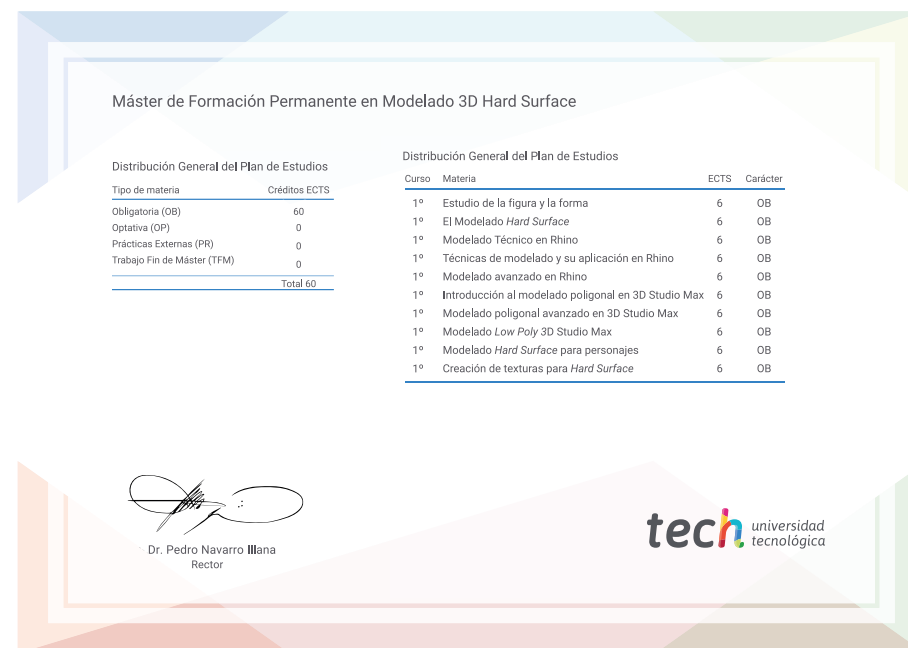 Máster de Formación Permanente en Modelado 3D Hard Surface
Distribución General del Plan de Estudios
Tipo de materia Créditos ECTS
Obligatoria (OB) 60
Optativa (OP) 0
Prácticas Externas (PR) 0
Trabajo Fin de Máster (TFM) 0
Total 60
Distribución General del Plan de Estudios
Curso Materia ECTS Carácter
1º Estudio de la figura y la forma 6 OB
1º El Modelado Hard Surface 6 OB
1º Modelado Técnico en Rhino 6 OB
1º Técnicas de modelado y su aplicación en Rhino 6 OB
1º Modelado avanzado en Rhino 6 OB
1º Introducción al modelado poligonal en 3D Studio Max 6 OB
1º Modelado poligonal avanzado en 3D Studio Max 6 OB
1º Modelado Low Poly 3D Studio Max 6 OB
1º Modelado Hard Surface para personajes 6 OB
1º Creación de texturas para Hard Surface 6 OB
Dr. Pedro Navarro Illana
Rector
tech universidad
tecnológica